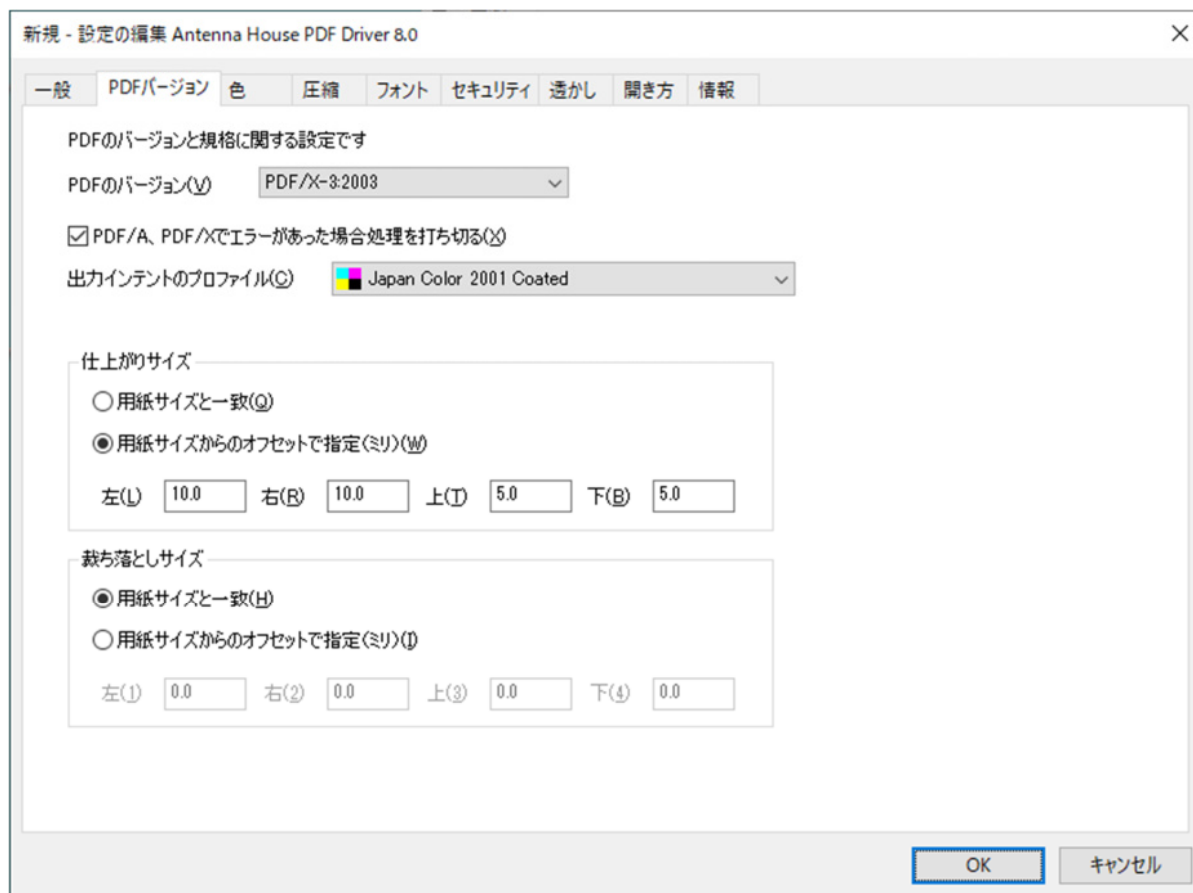 新規 - 設定の編集 Antenna House PDF Driver 8.0
一般 PDFバージョン 色 圧縮 フォント セキュリティ 透かし 開き方 情報
PDFのバージョンと規格に関する設定です
PDFのバージョン(V) PDF/X-3:2003
PDF/A、PDF/Xでエラーがあった場合処理を打ち切る(X)
出力インテントのプロファイル(C) Japan Color 2001 Coated
仕上がりサイズ
用紙サイズと一致(Q)
用紙サイズからのオフセットで指定(ミリ)(W)
左(L) 10.0 右(R) 10.0 上(T) 5.0 下(B) 5.0
裁ち落としサイズ
用紙サイズと一致(H)
用紙サイズからのオフセットで指定(ミリ)(I)
左(1) 0.0 右(2) 0.0 上(3) 0.0 下(4) 0.0
OK キャンセル